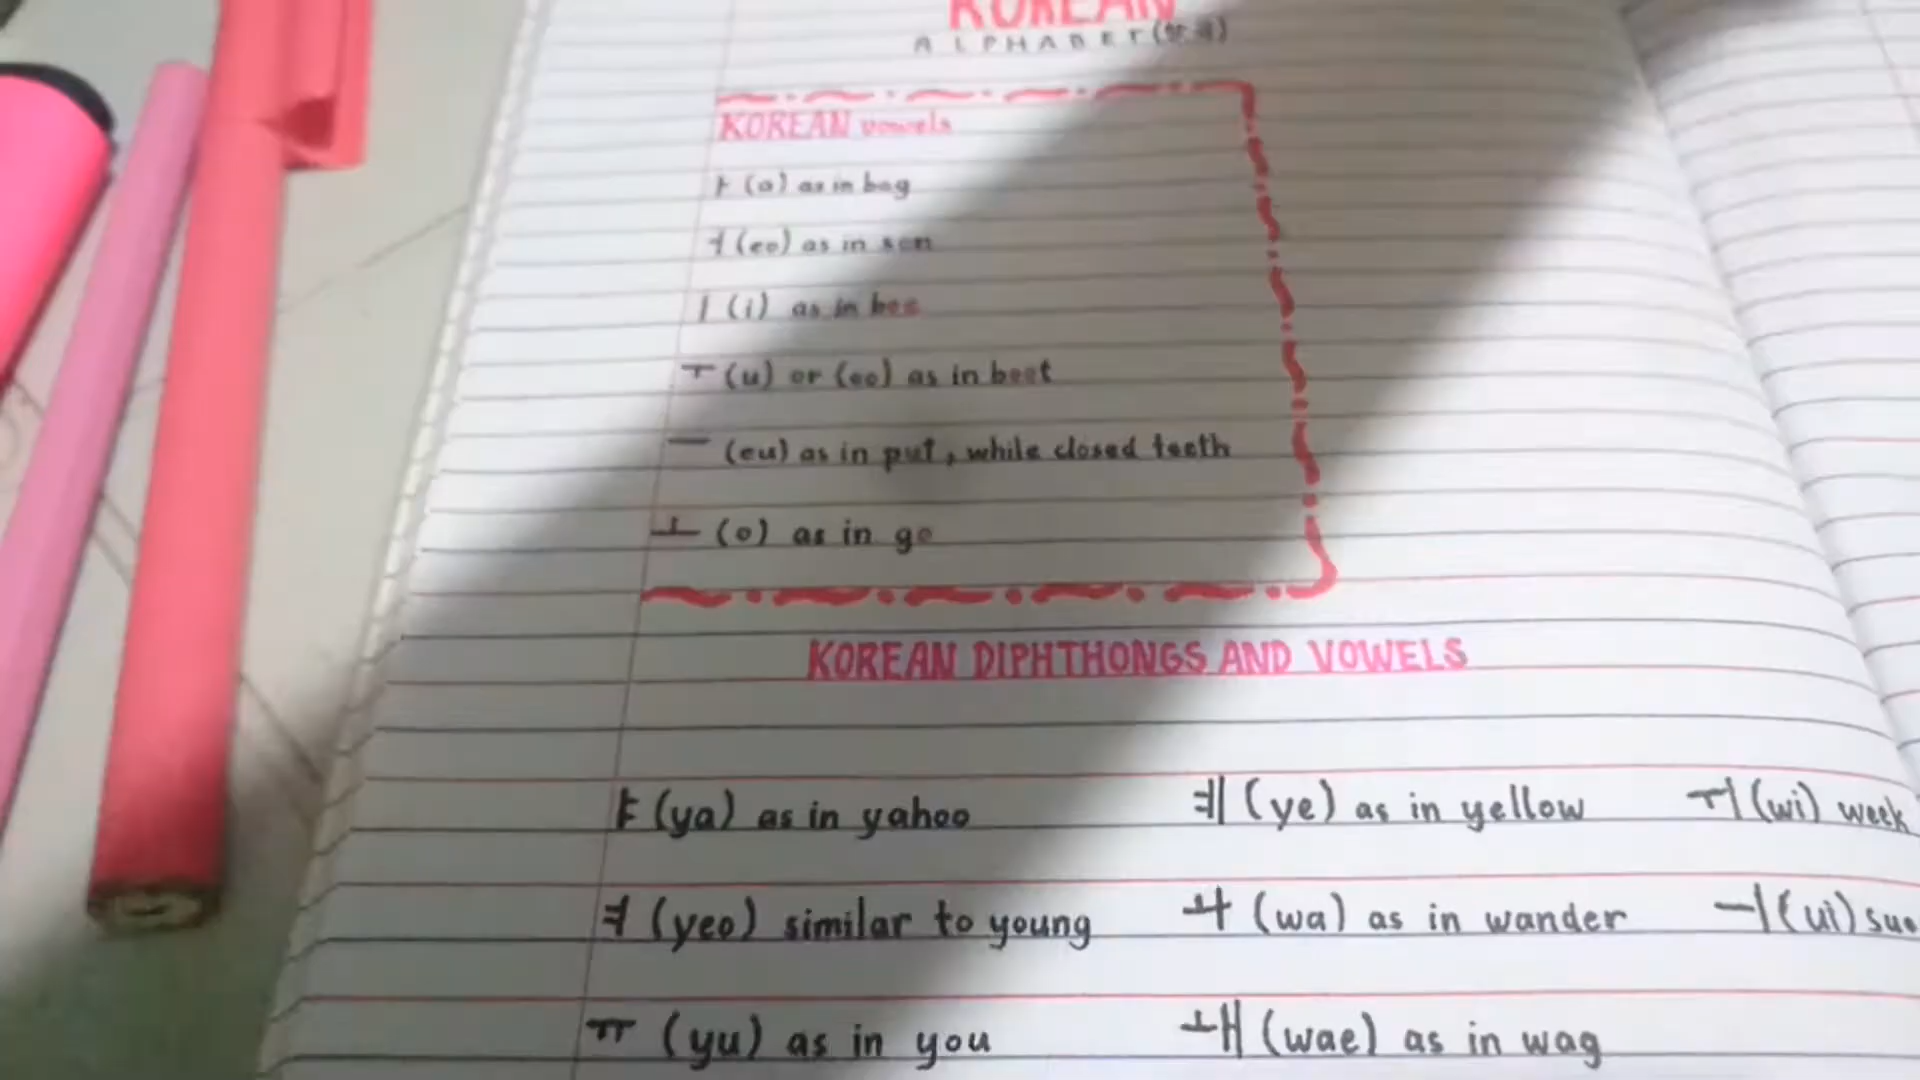 KOREAN
ALPHABET(한글)
KOREAN vowels
ㅏ (a) as in bag
ㅓ (eo) as in son
ㅣ (i) as in bee
ㅜ (u) or (oo) as in boot
ㅡ (eu) as in put, while closed teeth
ㅗ (o) as in go
KOREAN DIPHTHONGS AND VOWELS
ㅑ (ya) as in yahoo ㅖ (ye) as in yellow ㅟ (wi) week
ㅕ (yeo) similar to young ㅘ (wa) as in wander ㅢ (ui)
ㅠ (yu) as in you ㅙ (wae) as in wag